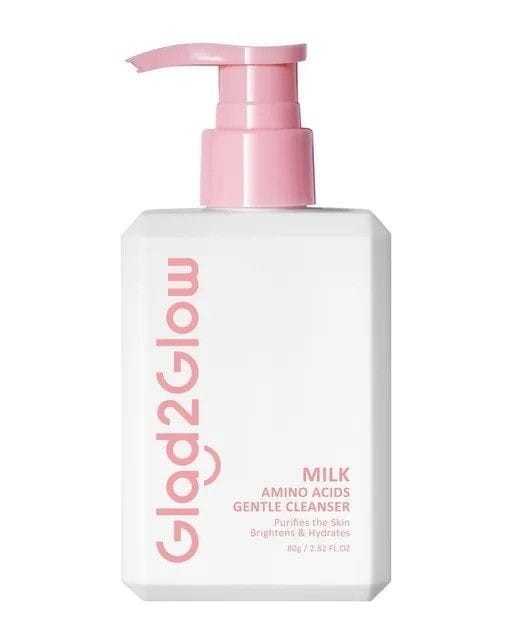 Glad2Glow
MILK
AMINO ACIDS
GENTLE CLEANSER
Purifies the Skin
Brightens & Hydrates
80g / 2.82 FL.OZ